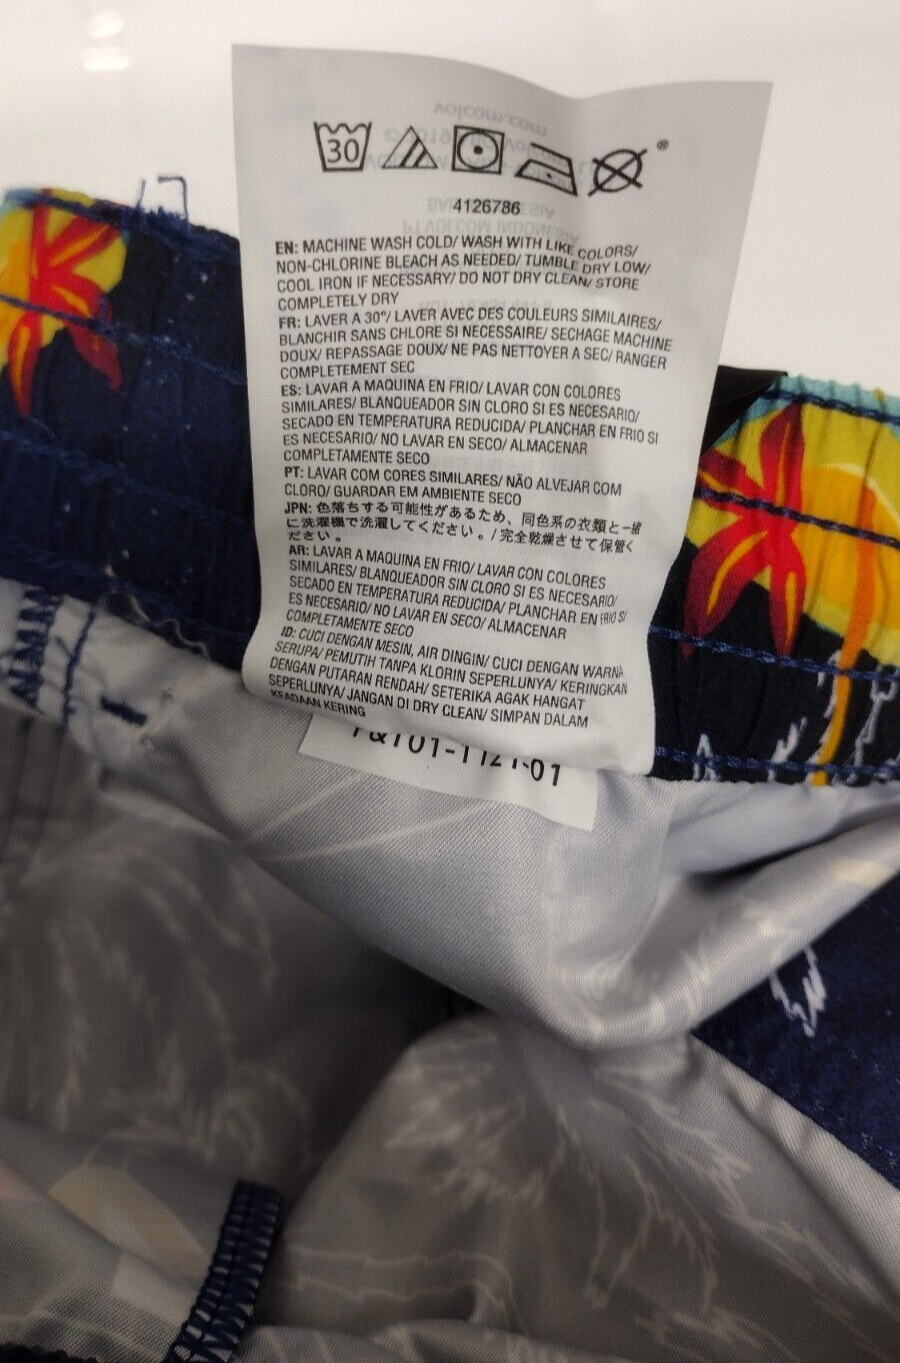 30
®
4126786
EN: MACHINE WASH COLD/ WASH WITH LIKE COLORS/
NON-CHLORINE BLEACH AS NEEDED/ TUMBLE DRY LOW/
COOL IRON IF NECESSARY/ DO NOT DRY CLEAN/ STORE
COMPLETELY DRY
FR: LAVER A 30°/ LAVER AVEC DES COULEURS SIMILAIRES/
BLANCHIR SANS CHLORE SI NECESSAIRE/ SECHAGE MACHINE
DOUX/ REPASSAGE DOUX/ NE PAS NETTOYER A SEC/ RANGER
COMPLETEMENT SEC
ES: LAVAR A MAQUINA EN FRIO/ LAVAR CON COLORES
SIMILARES/ BLANQUEADOR SIN CLORO SI ES NECESARIO/
SECADO EN TEMPERATURA REDUCIDA/ PLANCHAR EN FRIO SI
ES NECESARIO/ NO LAVAR EN SECO/ ALMACENAR
COMPLETAMENTE SECO
PT: LAVAR COM CORES SIMILARES/ NÃO ALVEJAR COM
CLORO/ GUARDAR EM AMBIENTE SECO
JPN: 色落ちする可能性があるため、同色系の衣類と一緒
に洗濯機で洗濯してください。/完全乾燥させて保管く
ださい。
AR: LAVAR A MAQUINA EN FRIO/ LAVAR CON COLORES
SIMILARES/ BLANQUEADOR SIN CLORO SI ES NECESARIO/
SECADO EN TEMPERATURA REDUCIDA/ PLANCHAR EN FRIO SI
ES NECESARIO/ NO LAVAR EN SECO/ ALMACENAR
COMPLETAMENTE SECO
ID: CUCI DENGAN MESIN, AIR DINGIN/ CUCI DENGAN WARNA
SERUPA/ PEMUTIH TANPA KLORIN SEPERLUNYA/ KERINGKAN
DENGAN PUTARAN RENDAH/ SETERIKA AGAK HANGAT
SEPERLUNYA/ JANGAN DI DRY CLEAN/ SIMPAN DALAM
KEADAAN KERING